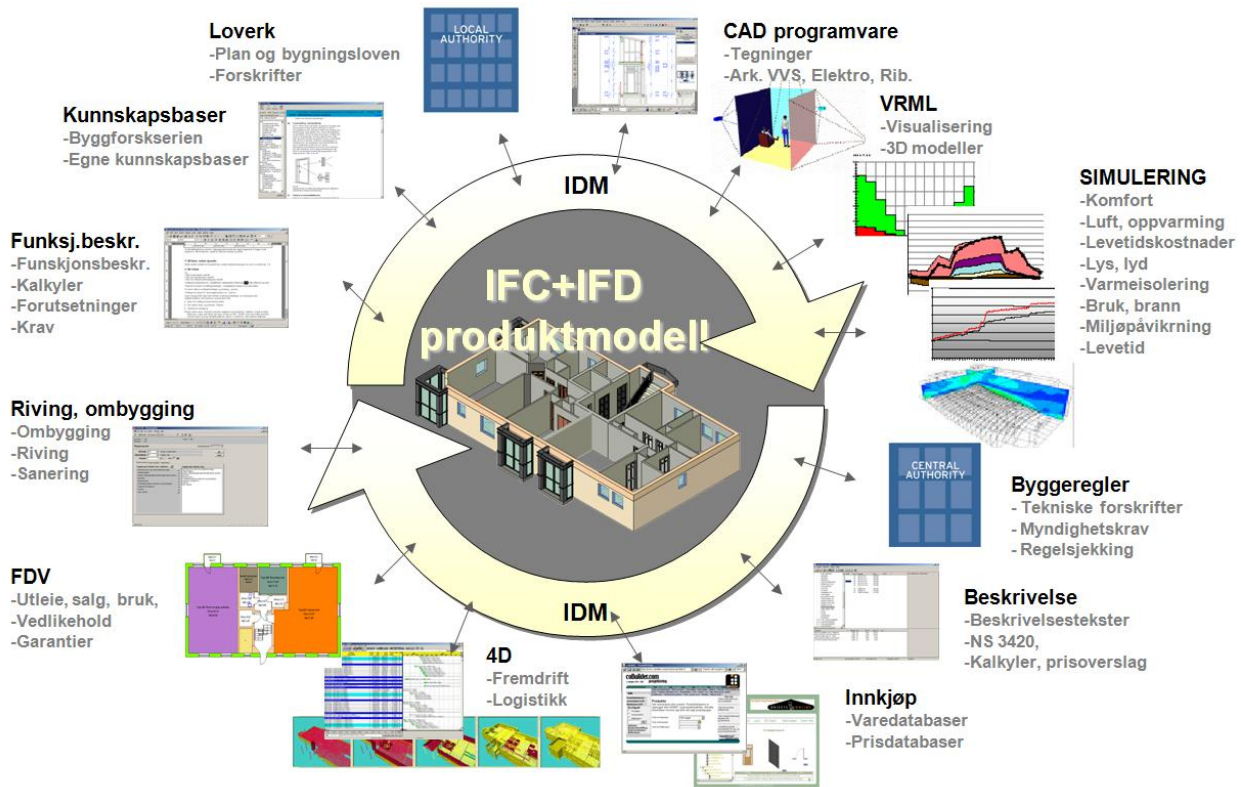 Loverk
-Plan og bygningsloven
-Forskrifter
LOCAL
AUTHORITY
CAD programvare
-Tegninger
-Ark. VVS, Elektro, Rib.
Kunnskapsbaser
-Byggforskserien
-Egne kunnskapsbaser
VRML
-Visualisering
-3D modeller
IDM
SIMULERING
-Komfort
-Luft, oppvarming
-Levetidskostnader
-Lys, lyd
-Varmeisolering
-Bruk, brann
-Miljøpåvikrning
-Levetid
Funksj.beskr.
-Funskjonsbeskr.
-Kalkyler
-Forutsetninger
-Krav
IFC+IFD
produktmodell
Riving, ombygging
-Ombygging
-Riving
-Sanering
CENTRAL
AUTHORITY
Byggeregler
- Tekniske forskrifter
- Myndighetskrav
- Regelsjekking
FDV
-Utleie, salg, bruk,
-Vedlikehold
-Garantier
IDM
Beskrivelse
-Beskrivelsestekster
-NS 3420,
-Kalkyler, prisoverslag
4D
-Fremdrift
-Logistikk
coBuilder.com
Innkjøp
-Varedatabaser
-Prisdatabaser